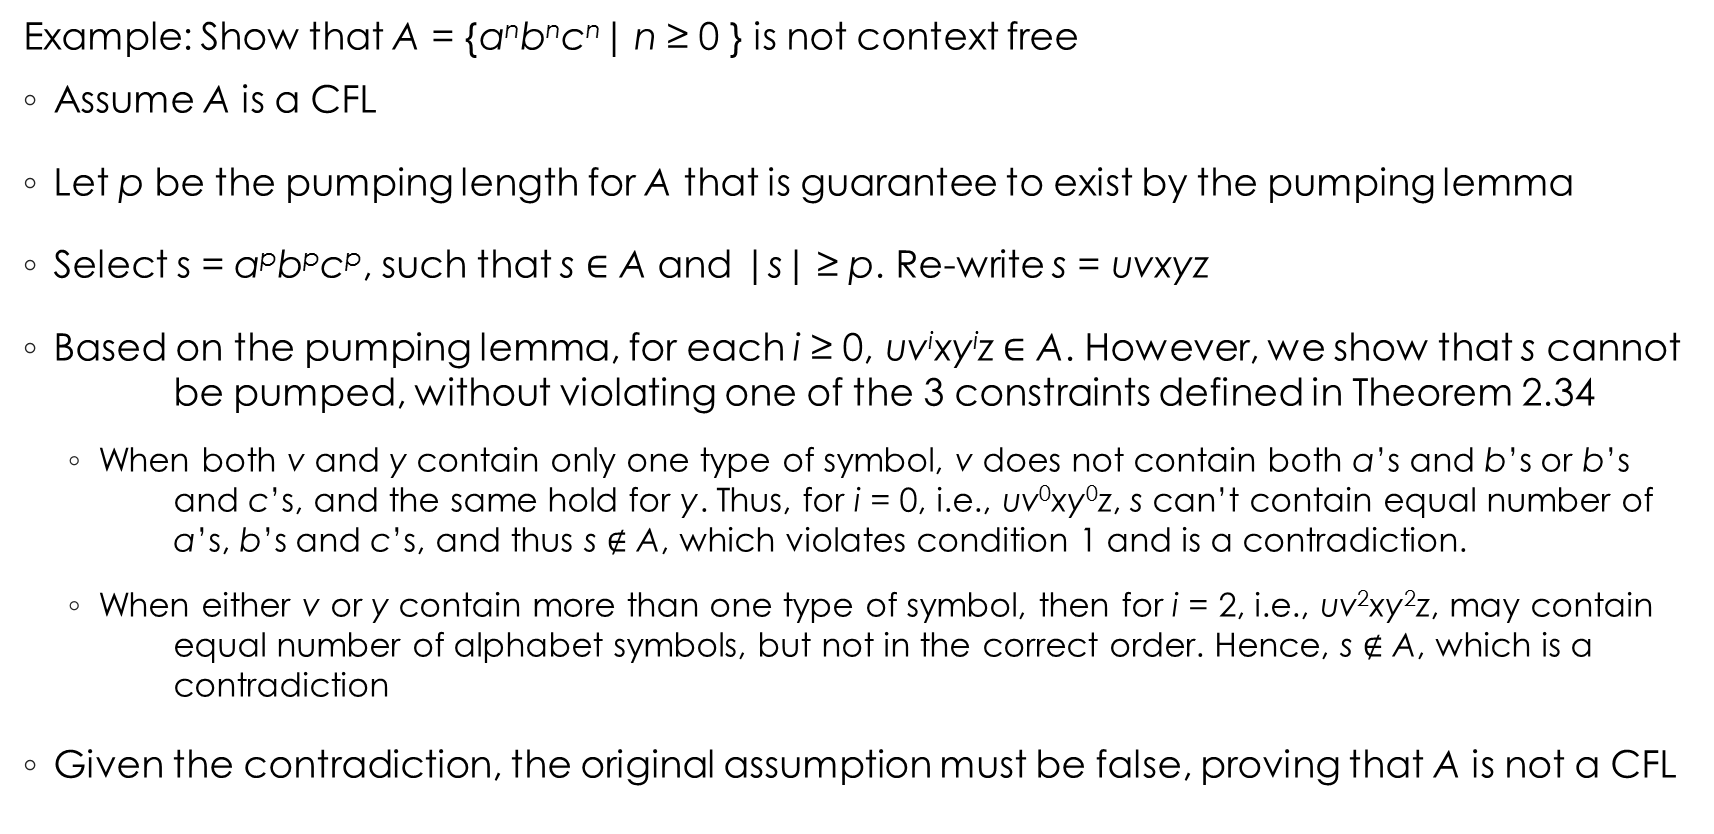 Example: Show that A = {aⁿbⁿcⁿ | n ≥ 0 } is not context free
◦ Assume A is a CFL
◦ Let p be the pumping length for A that is guarantee to exist by the pumping lemma
◦ Select s = aᵖbᵖcᵖ, such that s ∈ A and |s| ≥ p. Re-write s = uvxyz
◦ Based on the pumping lemma, for each i ≥ 0, uvⁱxyⁱz ∈ A. However, we show that s cannot
be pumped, without violating one of the 3 constraints defined in Theorem 2.34
◦ When both v and y contain only one type of symbol, v does not contain both a's and b's or b's
and c's, and the same hold for y. Thus, for i = 0, i.e., uv⁰xy⁰z, s can't contain equal number of
a's, b's and c's, and thus s ∉ A, which violates condition 1 and is a contradiction.
◦ When either v or y contain more than one type of symbol, then for i = 2, i.e., uv²xy²z, may contain
equal number of alphabet symbols, but not in the correct order. Hence, s ∉ A, which is a
contradiction
◦ Given the contradiction, the original assumption must be false, proving that A is not a CFL